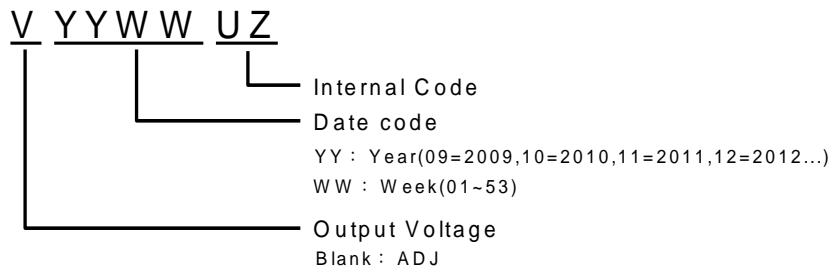 V YYWW UZ
Internal Code
Date code
YY：Year(09=2009,10=2010,11=2011,12=2012...)
WW：Week(01~53)
Output Voltage
Blank：ADJ